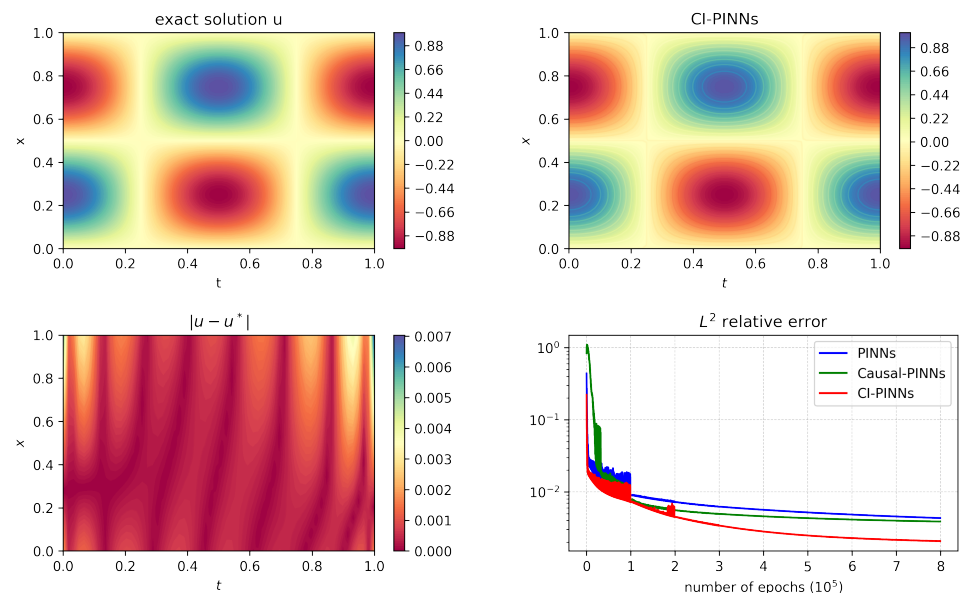 exact solution u
1.0
0.8
0.6
0.4
0.2
0.0
x
0.0 0.2 0.4 0.6 0.8 1.0
t
0.88
0.66
0.44
0.22
0.00
−0.22
−0.44
−0.66
−0.88
CI-PINNs
1.0
0.8
0.6
0.4
0.2
0.0
x
0.0 0.2 0.4 0.6 0.8 1.0
t
0.88
0.66
0.44
0.22
0.00
−0.22
−0.44
−0.66
−0.88
|u − u*|
1.0
0.8
0.6
0.4
0.2
0.0
x
0.0 0.2 0.4 0.6 0.8 1.0
t
0.007
0.006
0.005
0.004
0.003
0.002
0.001
0.000
L² relative error
10⁰
10⁻¹
10⁻²
PINNs
Causal-PINNs
CI-PINNs
0 1 2 3 4 5 6 7 8
number of epochs (10⁵)